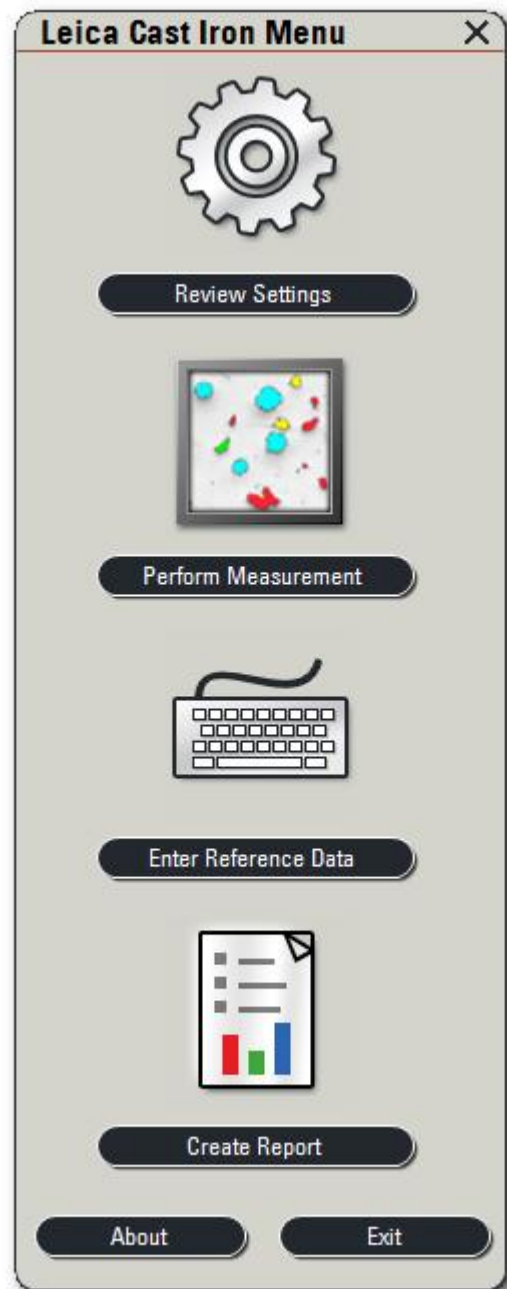 Leica Cast Iron Menu
Review Settings
Perform Measurement
Enter Reference Data
Create Report
About
Exit